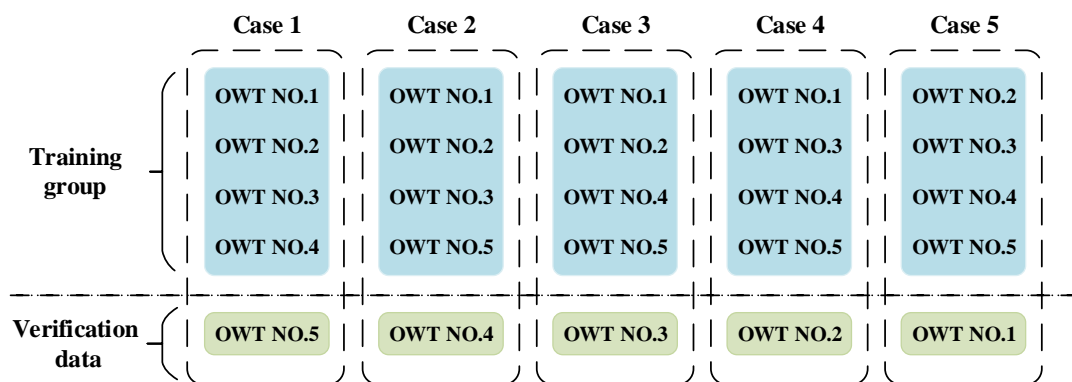 Case 1 Case 2 Case 3 Case 4 Case 5
OWT NO.1 OWT NO.1 OWT NO.1 OWT NO.1 OWT NO.2
OWT NO.2 OWT NO.2 OWT NO.2 OWT NO.3 OWT NO.3
Training
group
OWT NO.3 OWT NO.3 OWT NO.4 OWT NO.4 OWT NO.4
OWT NO.4 OWT NO.5 OWT NO.5 OWT NO.5 OWT NO.5
Verification
data
OWT NO.5 OWT NO.4 OWT NO.3 OWT NO.2 OWT NO.1